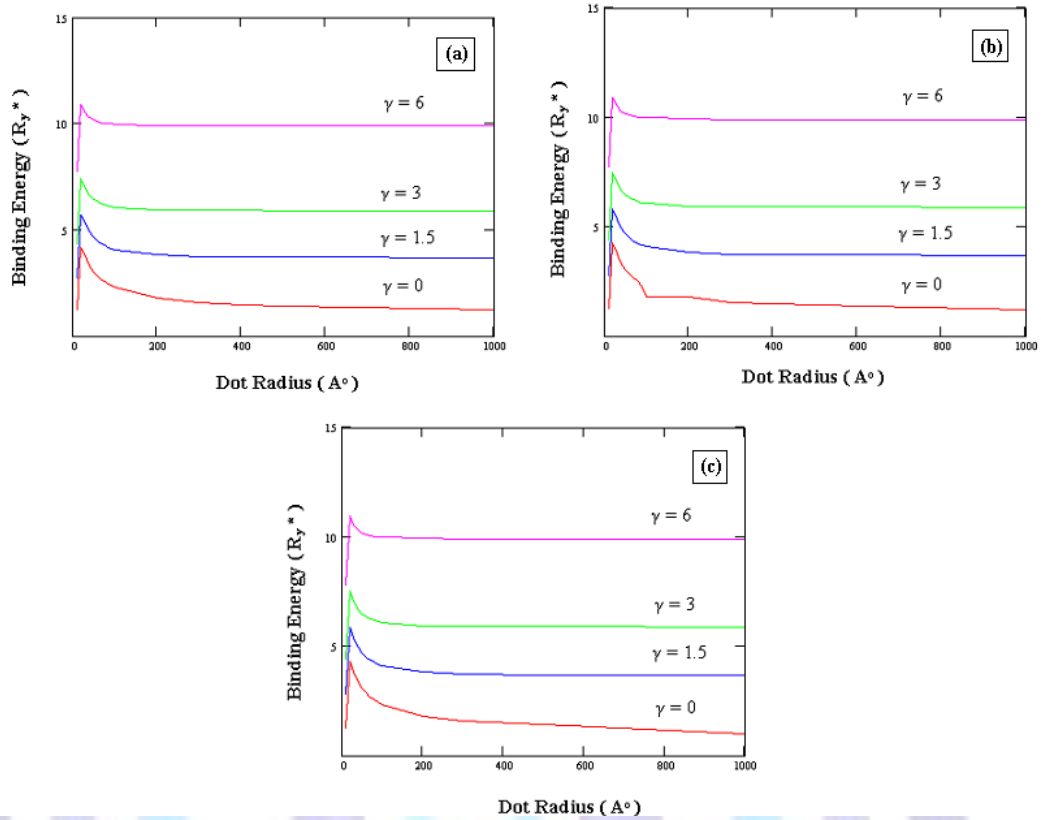 15
(a)
γ = 6
10
γ = 3
γ = 1.5
5
γ = 0
0
200
400
600
800
1000
Binding Energy ( Ry* )
Dot Radius ( Aº )
15
(b)
γ = 6
10
γ = 3
γ = 1.5
5
γ = 0
0
200
400
600
800
1000
Binding Energy ( Ry* )
Dot Radius ( Aº )
15
(c)
γ = 6
10
γ = 3
γ = 1.5
5
γ = 0
0
200
400
600
800
1000
Binding Energy ( Ry* )
Dot Radius ( Aº )